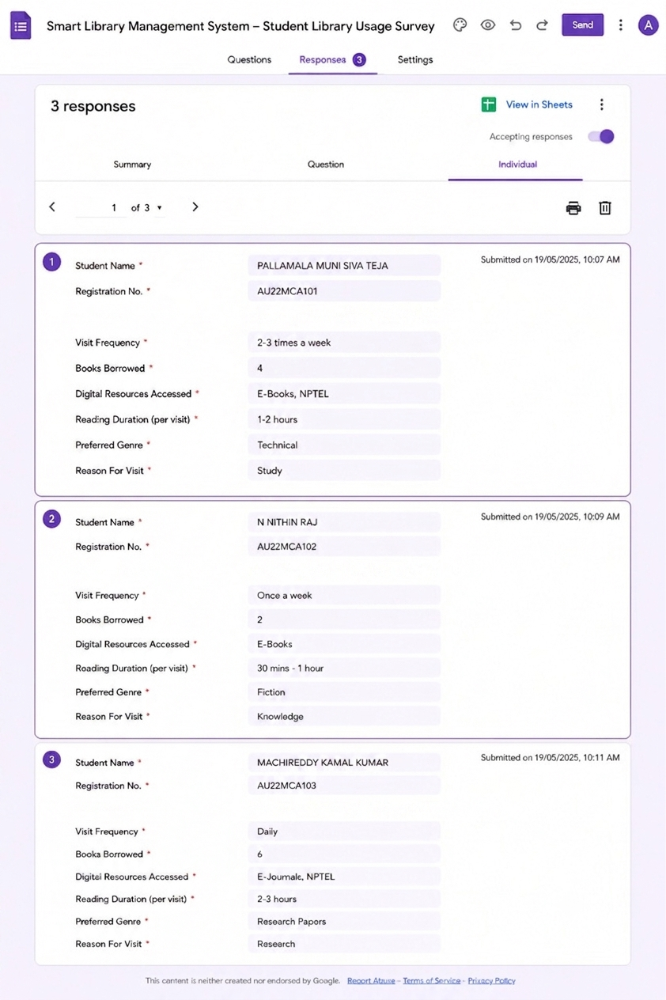 Smart Library Management System – Student Library Usage Survey
Send
A
Questions
Responsea 3
Settings
3 responses
View in Sheets
Accepting responses
Summary
Question
Individual
1 of 3
1
Student Name *
PALLAMALA MUNI SIVA TEJA
Submitted on 19/05/2025, 10:07 AM
Registration No. *
AU22MCA101
Visit Frequency *
2-3 times a week
Books Borrowed *
4
Digital Resources Accessed *
E-Books, NPTEL
Reading Duration (per visit) *
1-2 hours
Preferred Genre *
Technical
Reason For Visit *
Study
2
Student Name *
N NITHIN RAJ
Submitted on 19/05/2025, 10:09 AM
Registration No. *
AU22MCA102
Visit Frequency *
Once a week
Books Borrowed *
2
Digital Resources Accessed *
E-Books
Roading Duration (per visit) *
30 mins - 1 hour
Preferred Genre *
Fiction
Reason For Visit *
Knowledge
3
Student Name *
MACHIREDDY KAMAL KUMAR
Submitted on 19/05/2025, 10:11 AM
Registration No. *
AU22MCA103
Visit Frequency *
Daily
Booka Borrowed *
6
Digital Resources Accessed *
E-Joumalc, NPTEL
Reading Duration (per visit) *
2-3 hours
Preferred Genre *
Research Papors
Reason For Visit *
Research
This cantent is neither created nor endorsed by Google. Reoort Abuse – Terms of Service - Privacy Policy